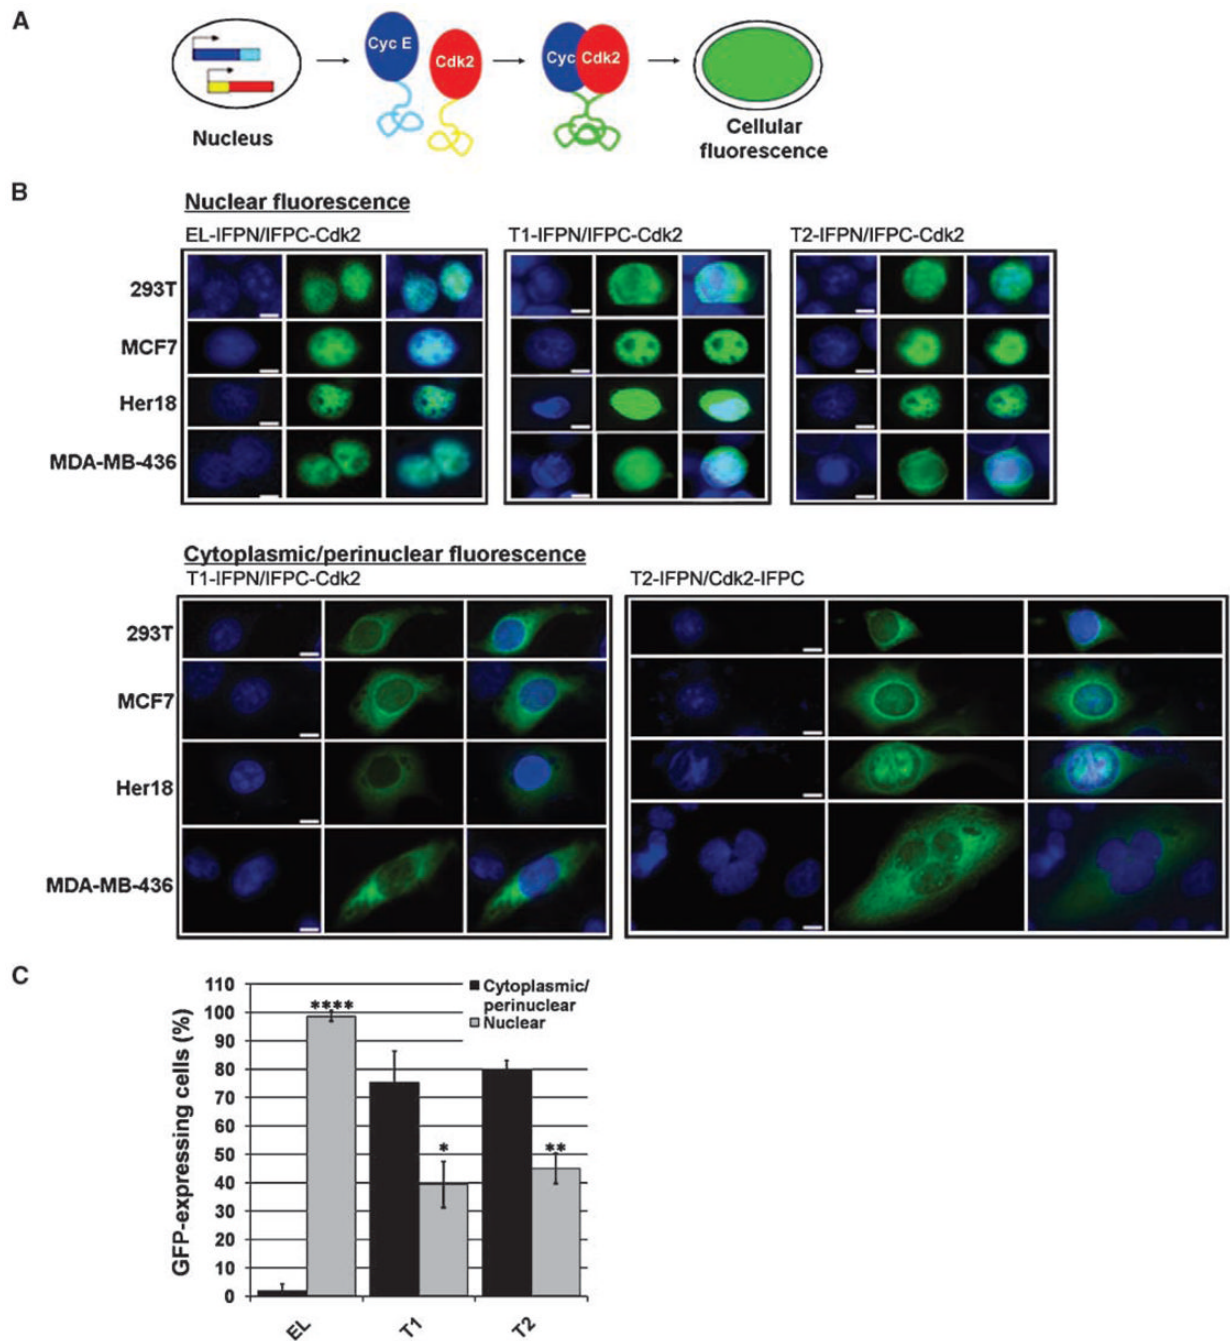 A
Cyc E
Cdk2
Cyc Cdk2
Nucleus
Cellular
fluorescence
B
Nuclear fluorescence
EL-IFPN/IFPC-Cdk2
T1-IFPN/IFPC-Cdk2
T2-IFPN/IFPC-Cdk2
293T
MCF7
Her18
MDA-MB-436
Cytoplasmic/perinuclear fluorescence
T1-IFPN/IFPC-Cdk2
T2-IFPN/Cdk2-IFPC
293T
MCF7
Her18
MDA-MB-436
C
GFP-expressing cells (%)
110
100
90
80
70
60
50
40
30
20
10
0
****
*
**
Cytoplasmic/
perinuclear
Nuclear
EL
T1
T2